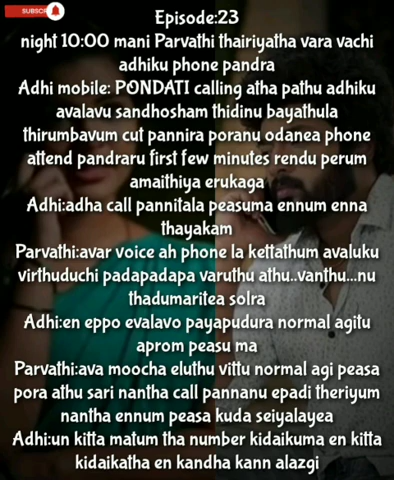 SUBSCR
Episode:23
night 10:00 mani Parvathi thairiyatha vara vachi
adhiku phone pandra
Adhi mobile: PONDATI calling atha pathu adhiku
avalavu sandhosham thidinu bayathula
thirumbavum cut pannira poranu odanea phone
attend pandraru first few minutes rendu perum
amaithiya erukaga
Adhi:adha call pannitala peasuma ennum enna
thayakam
Parvathi:avar voice ah phone la kettathum avaluku
virthuduchi padapadapa varuthu athu..vanthu...nu
thadumaritea solra
Adhi:en eppo evalavo payapudura normal agitu
aprom peasu ma
Parvathi:ava moocha eluthu vittu normal agi peasa
pora athu sari nantha call pannanu epadi theriyum
nantha ennum peasa kuda seiyalayea
Adhi:un kitta matum tha number kidaikuma en kitta
kidaikatha en kandha kann alazgi